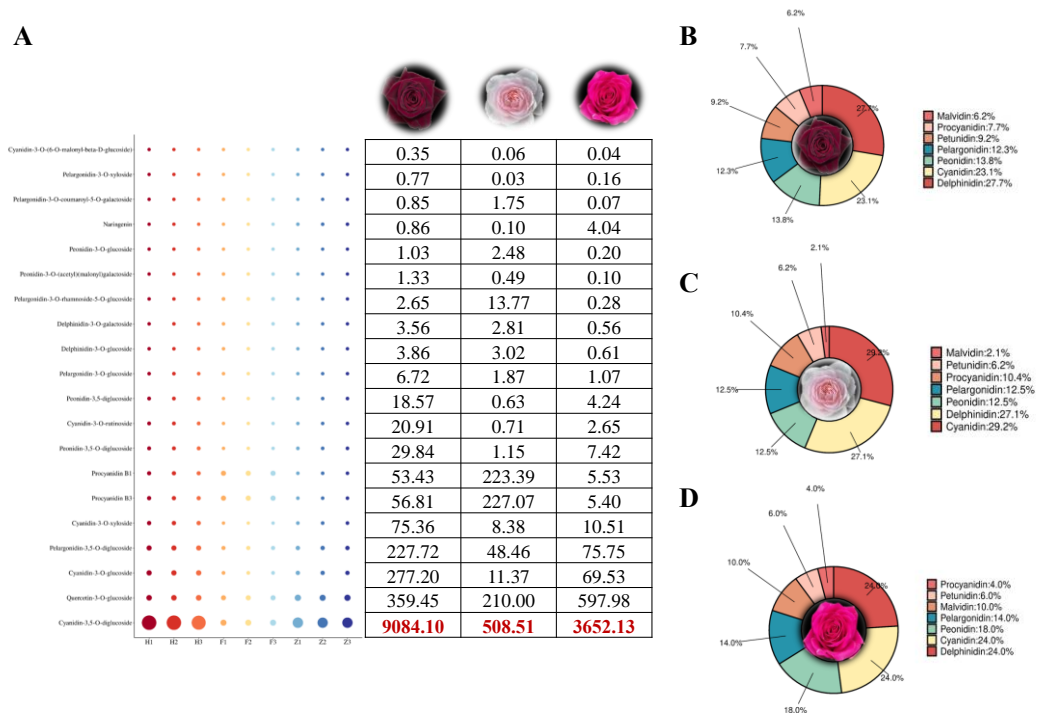 A
Cyanidin-3-O-(6-O-malonyl-beta-D-glucoside) 0.35 0.06 0.04
Pelargonidin-3-O-xyloside 0.77 0.03 0.16
Pelargonidin-3-O-coumaroyl-5-O-galactoside 0.85 1.75 0.07
Naringenin 0.86 0.10 4.04
Peonidin-3-O-glucoside 1.03 2.48 0.20
Peonidin-3-O-(acetyl)(malonyl)galactoside 1.33 0.49 0.10
Pelargonidin-3-O-rhamnoside-5-O-glucoside 2.65 13.77 0.28
Delphinidin-3-O-galactoside 3.56 2.81 0.56
Delphinidin-3-O-glucoside 3.86 3.02 0.61
Pelargonidin-3-O-glucoside 6.72 1.87 1.07
Peonidin-3,5-diglucoside 18.57 0.63 4.24
Cyanidin-3-O-rutinoside 20.91 0.71 2.65
Peonidin-3,5-O-diglucoside 29.84 1.15 7.42
Procyanidin B1 53.43 223.39 5.53
Procyanidin B3 56.81 227.07 5.40
Cyanidin-3-O-xyloside 75.36 8.38 10.51
Pelargonidin-3,5-O-diglucoside 227.72 48.46 75.75
Cyanidin-3-O-glucoside 277.20 11.37 69.53
Quercetin-3-O-glucoside 359.45 210.00 597.98
Cyanidin-3,5-O-diglucoside 9084.10 508.51 3652.13
H1 H2 H3 F1 F2 F3 Z1 Z2 Z3
B
6.2%
7.7%
9.2%
12.3%
13.8%
23.1%
27.7%
Malvidin:6.2%
Procyanidin:7.7%
Petunidin:9.2%
Pelargonidin:12.3%
Peonidin:13.8%
Cyanidin:23.1%
Delphinidin:27.7%
C
2.1%
6.2%
10.4%
12.5%
12.5%
27.1%
29.2%
Malvidin:2.1%
Petunidin:6.2%
Procyanidin:10.4%
Pelargonidin:12.5%
Peonidin:12.5%
Delphinidin:27.1%
Cyanidin:29.2%
D
4.0%
6.0%
10.0%
14.0%
18.0%
24.0%
24.0%
Procyanidin:4.0%
Petunidin:6.0%
Malvidin:10.0%
Pelargonidin:14.0%
Peonidin:18.0%
Cyanidin:24.0%
Delphinidin:24.0%